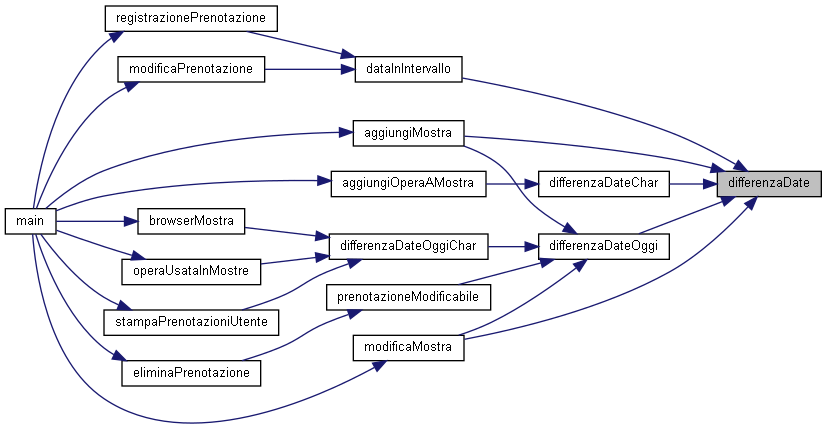 registrazionePrenotazione
modificaPrenotazione
dataInIntervallo
aggiungiMostra
aggiungiOperaAMostra
differenzaDateChar
differenzaDate
main
browserMostra
differenzaDateOggiChar
differenzaDateOggi
operaUsataInMostre
prenotazioneModificabile
stampaPrenotazioniUtente
modificaMostra
eliminaPrenotazione